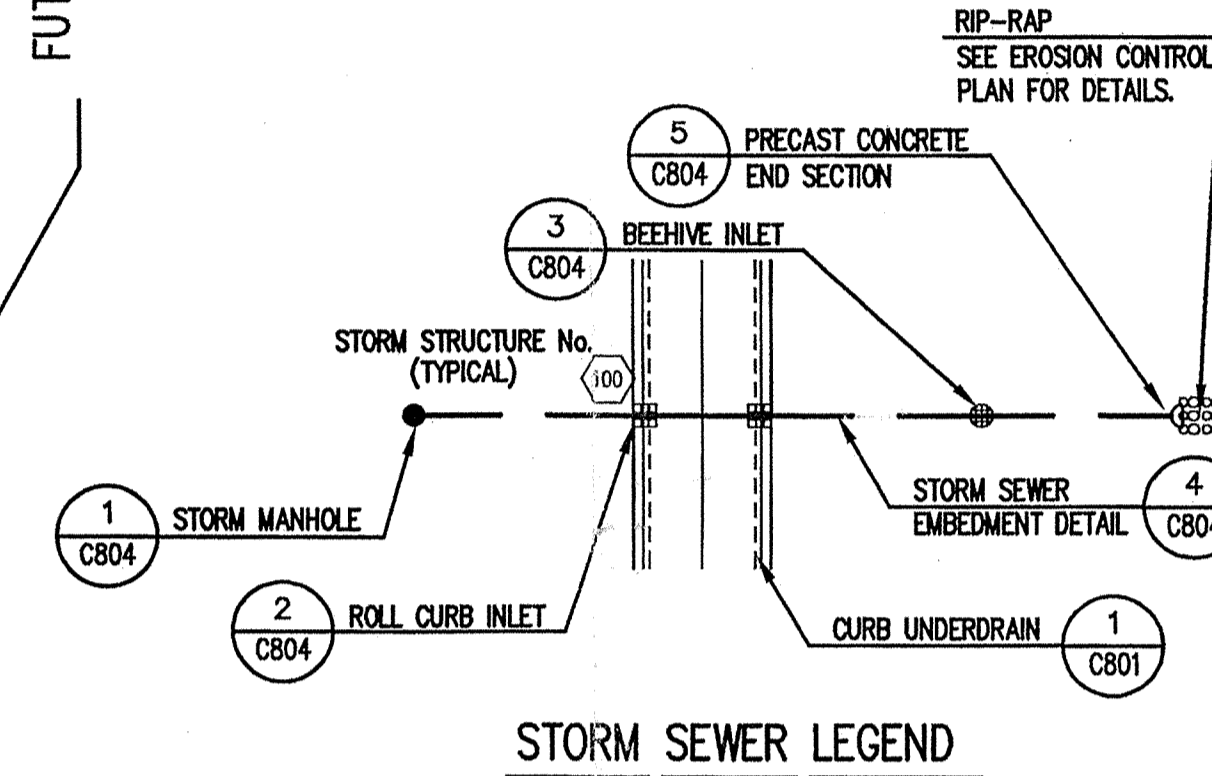 FUT
RIP-RAP
SEE EROSION CONTROL
PLAN FOR DETAILS.
5
C804
PRECAST CONCRETE
END SECTION
3
C804
BEEHIVE INLET
STORM STRUCTURE No.
(TYPICAL)
100
1
C804
STORM MANHOLE
STORM SEWER
EMBEDMENT DETAIL
4
C804
2
C804
ROLL CURB INLET
CURB UNDERDRAIN
1
C801
STORM SEWER LEGEND